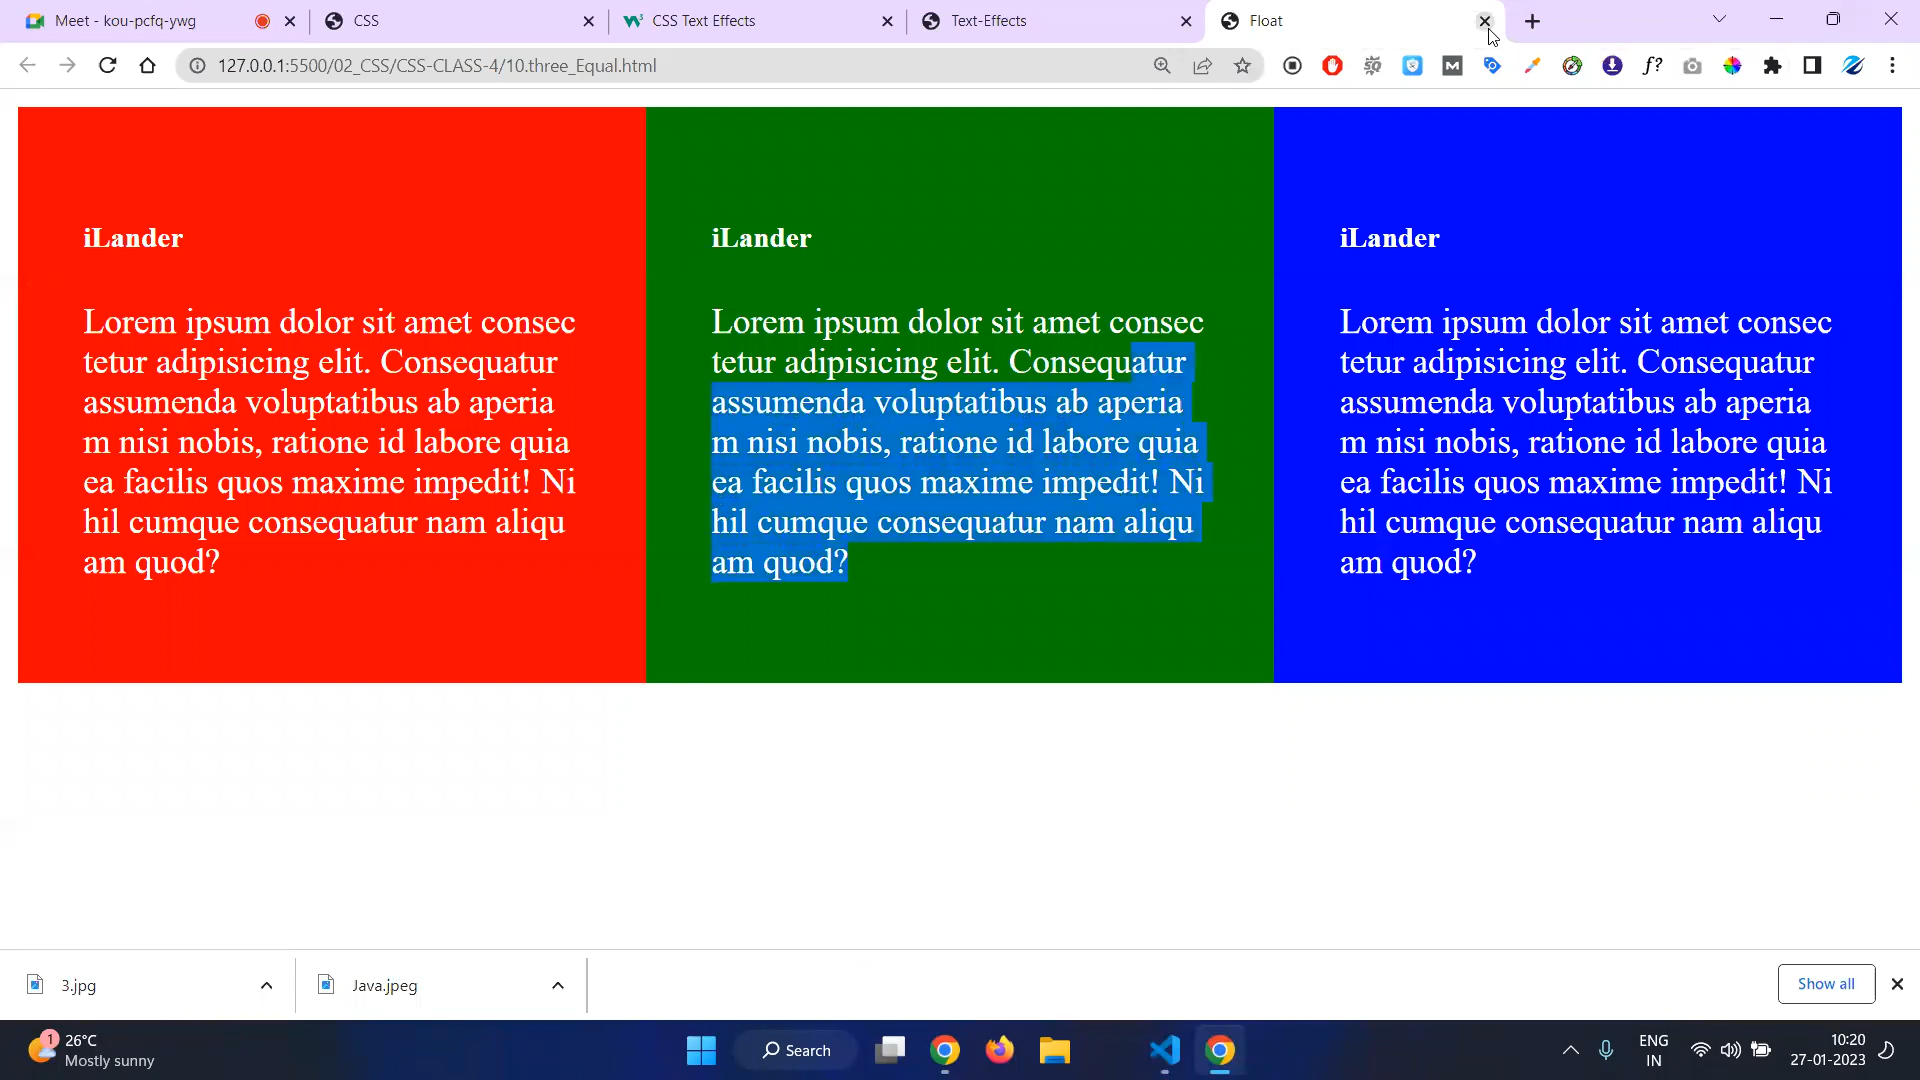 Meet - kou-pcfq-ywg
CSS
CSS Text Effects
Text-Effects
Float
127.0.0.1:5500/02_CSS/CSS-CLASS-4/10.three_Equal.html
iLander
Lorem ipsum dolor sit amet consec
tetur adipisicing elit. Consequatur
assumenda voluptatibus ab aperia
m nisi nobis, ratione id labore quia
ea facilis quos maxime impedit! Ni
hil cumque consequatur nam aliqu
am quod?
iLander
Lorem ipsum dolor sit amet consec
tetur adipisicing elit. Consequatur
assumenda voluptatibus ab aperia
m nisi nobis, ratione id labore quia
ea facilis quos maxime impedit! Ni
hil cumque consequatur nam aliqu
am quod?
iLander
Lorem ipsum dolor sit amet consec
tetur adipisicing elit. Consequatur
assumenda voluptatibus ab aperia
m nisi nobis, ratione id labore quia
ea facilis quos maxime impedit! Ni
hil cumque consequatur nam aliqu
am quod?
3.jpg
Java.jpeg
Show all
1
26°C
Mostly sunny
Search
ENG
IN
10:20
27-01-2023